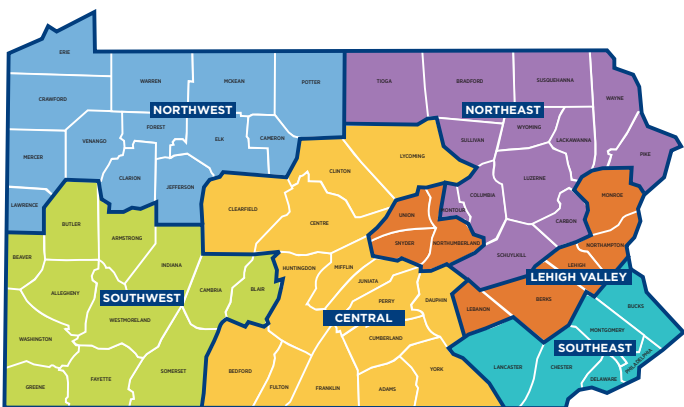 ERIE
WARREN
MCKEAN
POTTER
TIOGA
BRADFORD
SUSQUEHANNA
WAYNE
CRAWFORD
NORTHWEST
NORTHEAST
FOREST
VENANGO
ELK
CAMERON
SULLIVAN
WYOMING
LACKAWANNA
PIKE
MERCER
CLARION
JEFFERSON
CLINTON
LYCOMING
LUZERNE
COLUMBIA
MONROE
LAWRENCE
CLEARFIELD
CENTRE
UNION
MONTOUR
CARBON
BUTLER
ARMSTRONG
SNYDER
NORTHUMBERLAND
NORTHAMPTON
BEAVER
INDIANA
HUNTINGDON
MIFFLIN
SCHUYLKILL
LEHIGH
LEHIGH VALLEY
ALLEGHENY
SOUTHWEST
CAMBRIA
BLAIR
JUNIATA
PERRY
DAUPHIN
LEBANON
BERKS
BUCKS
WESTMORELAND
CENTRAL
MONTGOMERY
WASHINGTON
CUMBERLAND
SOUTHEAST
PHILADELPHIA
GREENE
FAYETTE
SOMERSET
BEDFORD
FULTON
FRANKLIN
ADAMS
YORK
LANCASTER
CHESTER
DELAWARE